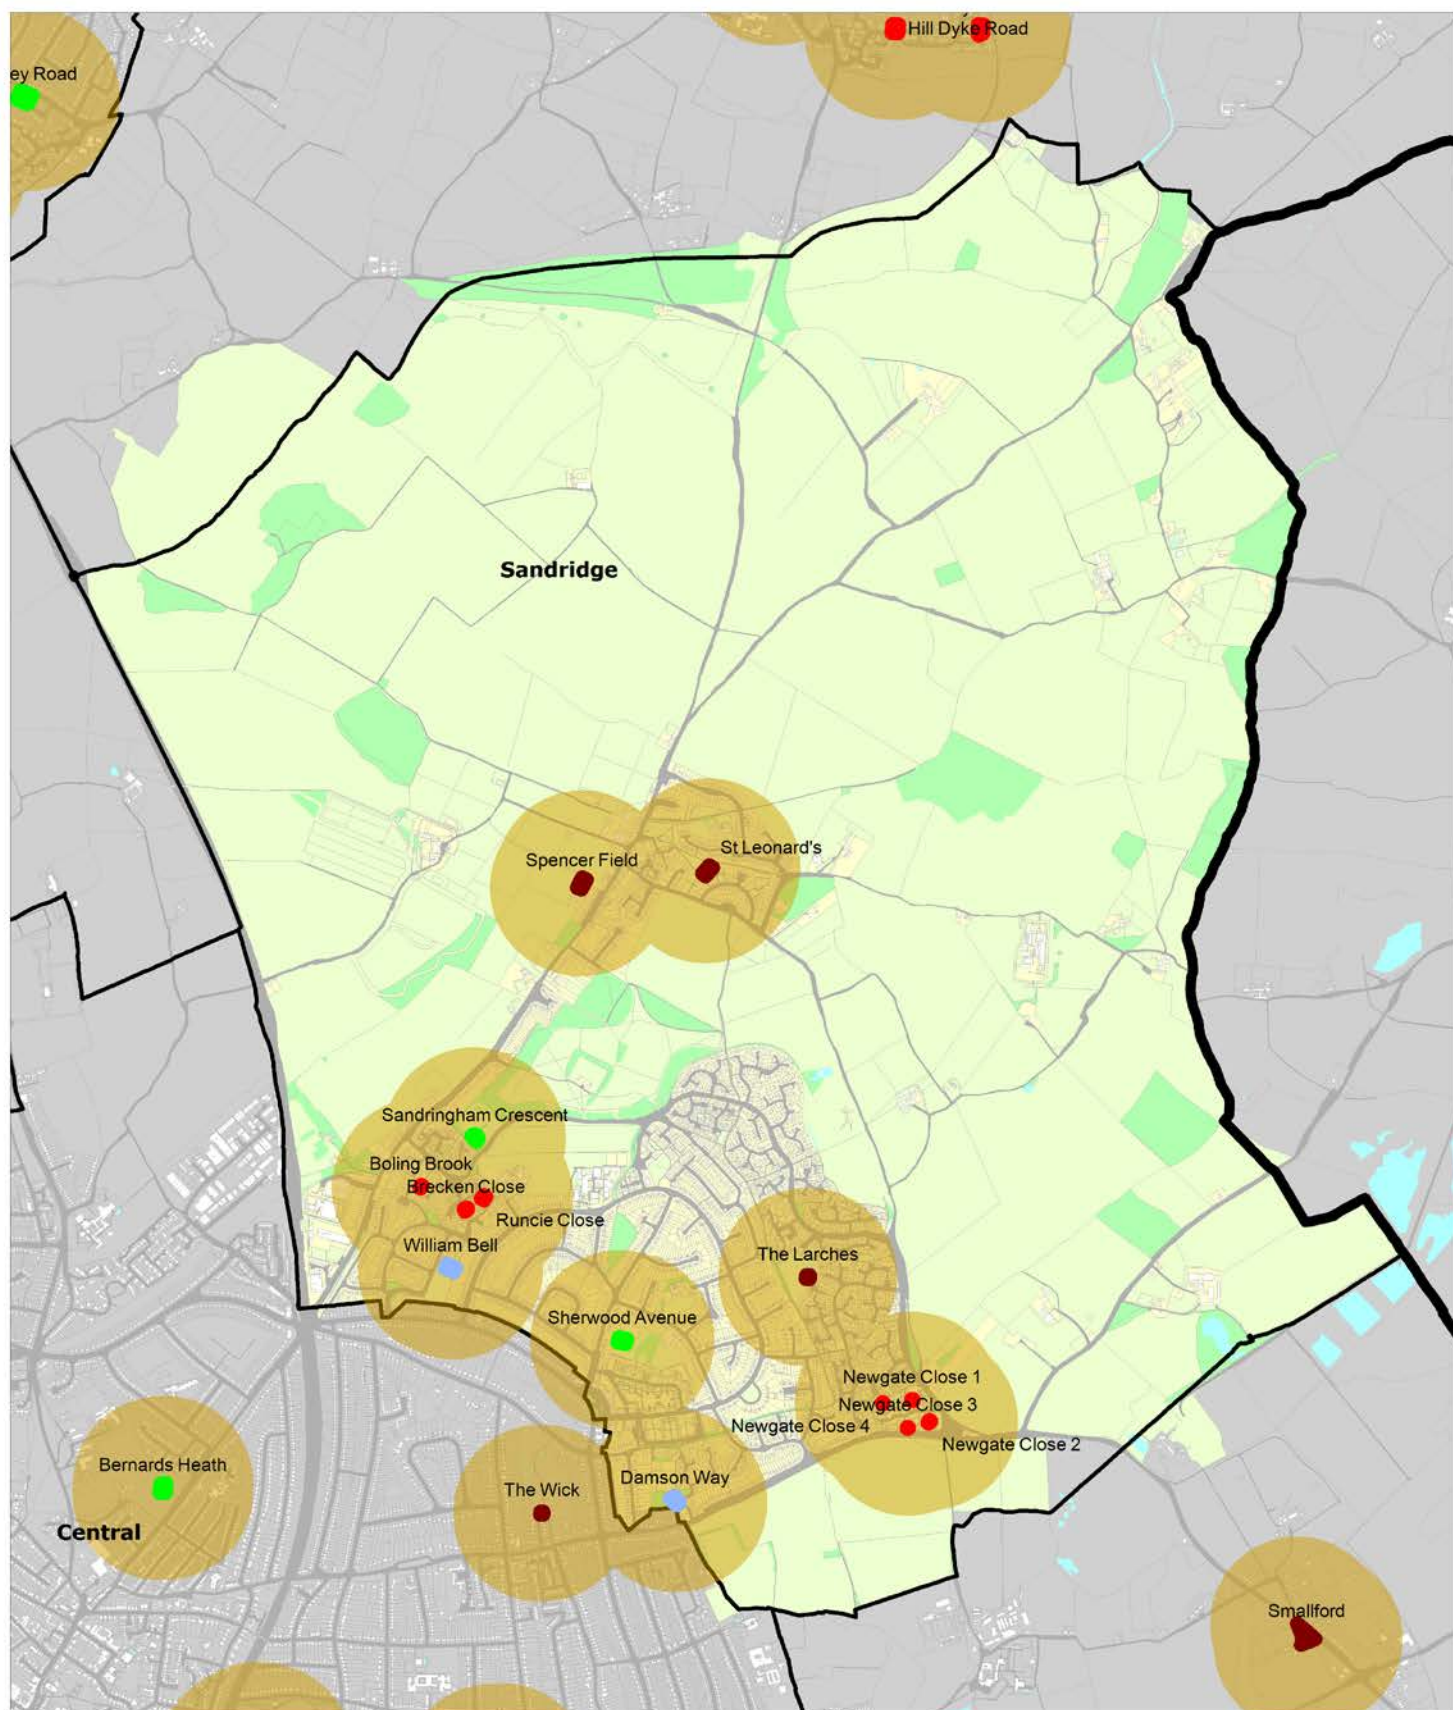 Hill Dyke Road
ey Road
Sandridge
St Leonard's
Spencer Field
Sandringham Crescent
Boling Brook
Brecken Close
Runcie Close
William Bell
The Larches
Sherwood Avenue
Newgate Close 1
Newgate Close 3
Newgate Close 4
Newgate Close 2
Bernards Heath
Damson Way
The Wick
Central
Smallford